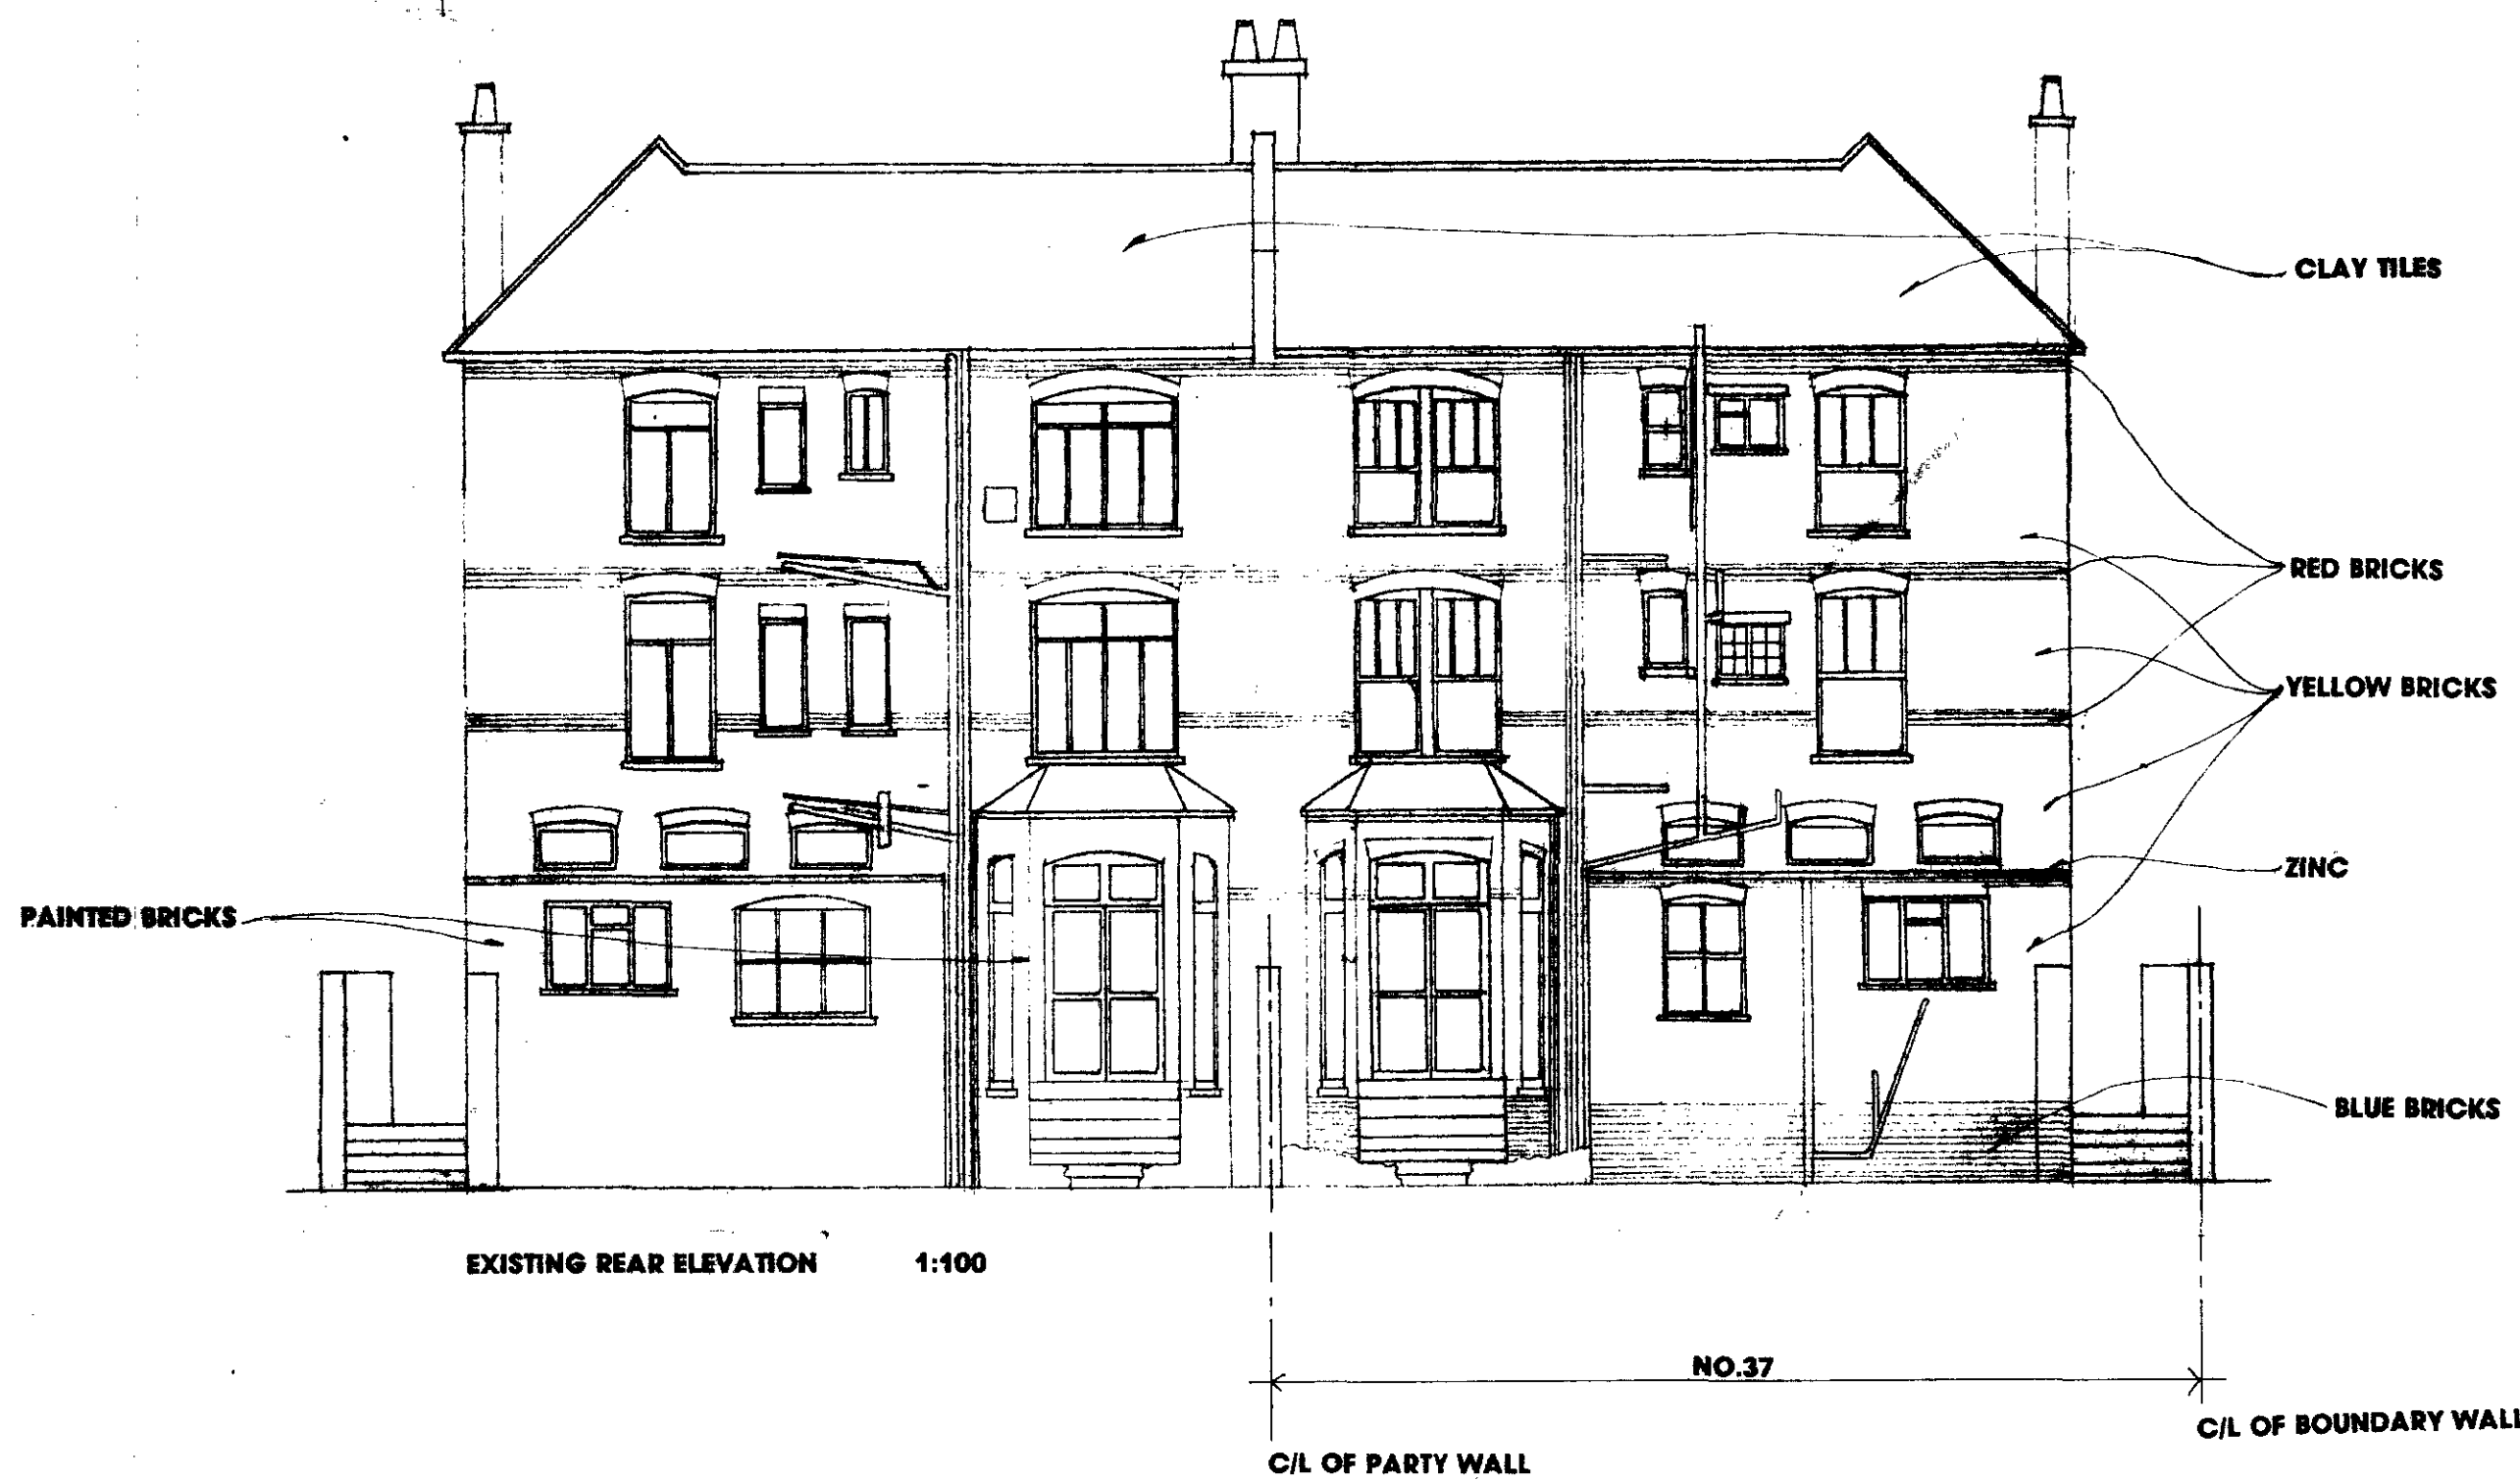 CLAY TILES
RED BRICKS
YELLOW BRICKS
ZINC
PAINTED BRICKS
BLUE BRICKS
EXISTING REAR ELEVATION 1:100
NO.37
C/L OF BOUNDARY WALL
C/L OF PARTY WALL